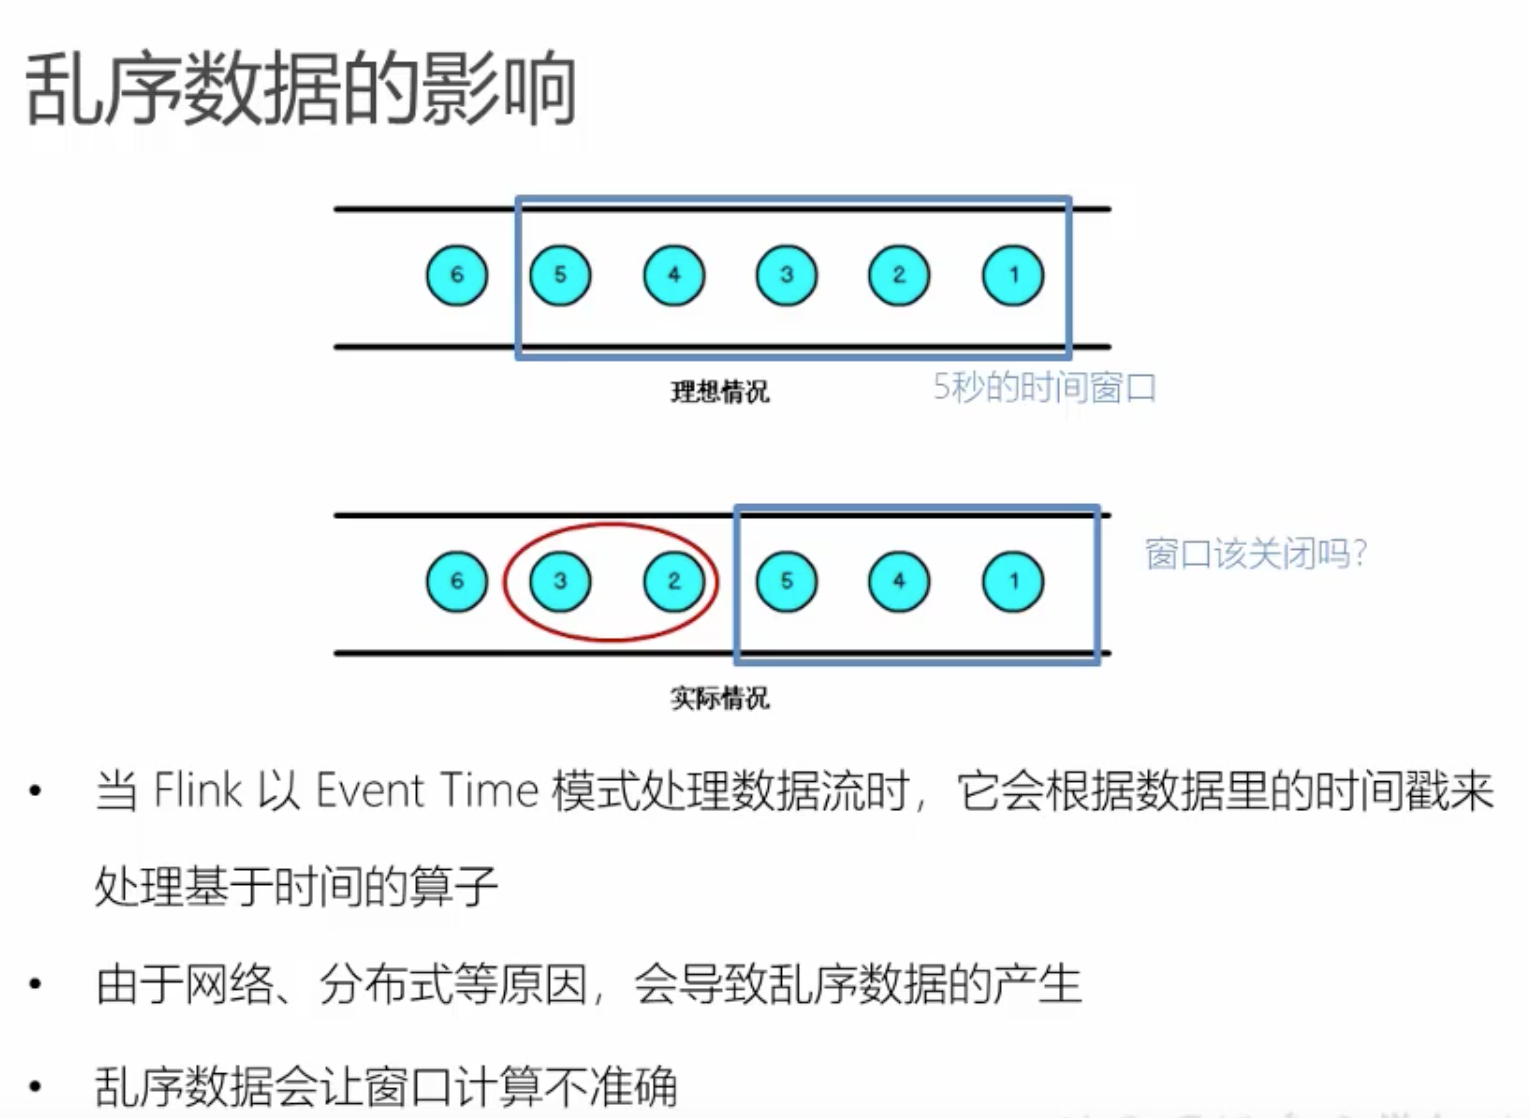 乱序数据的影响
6 5 4 3 2 1
理想情况
5秒的时间窗口
6 3 2 5 4 1
窗口该关闭吗?
实际情况
• 当 Flink 以 Event Time 模式处理数据流时，它会根据数据里的时间戳来
处理基于时间的算子
• 由于网络、分布式等原因，会导致乱序数据的产生
• 乱序数据会让窗口计算不准确